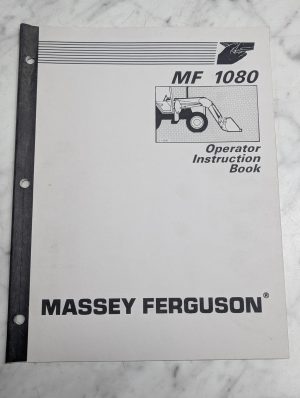 MF 1080
Operator
Instruction
Book
MASSEY FERGUSON®